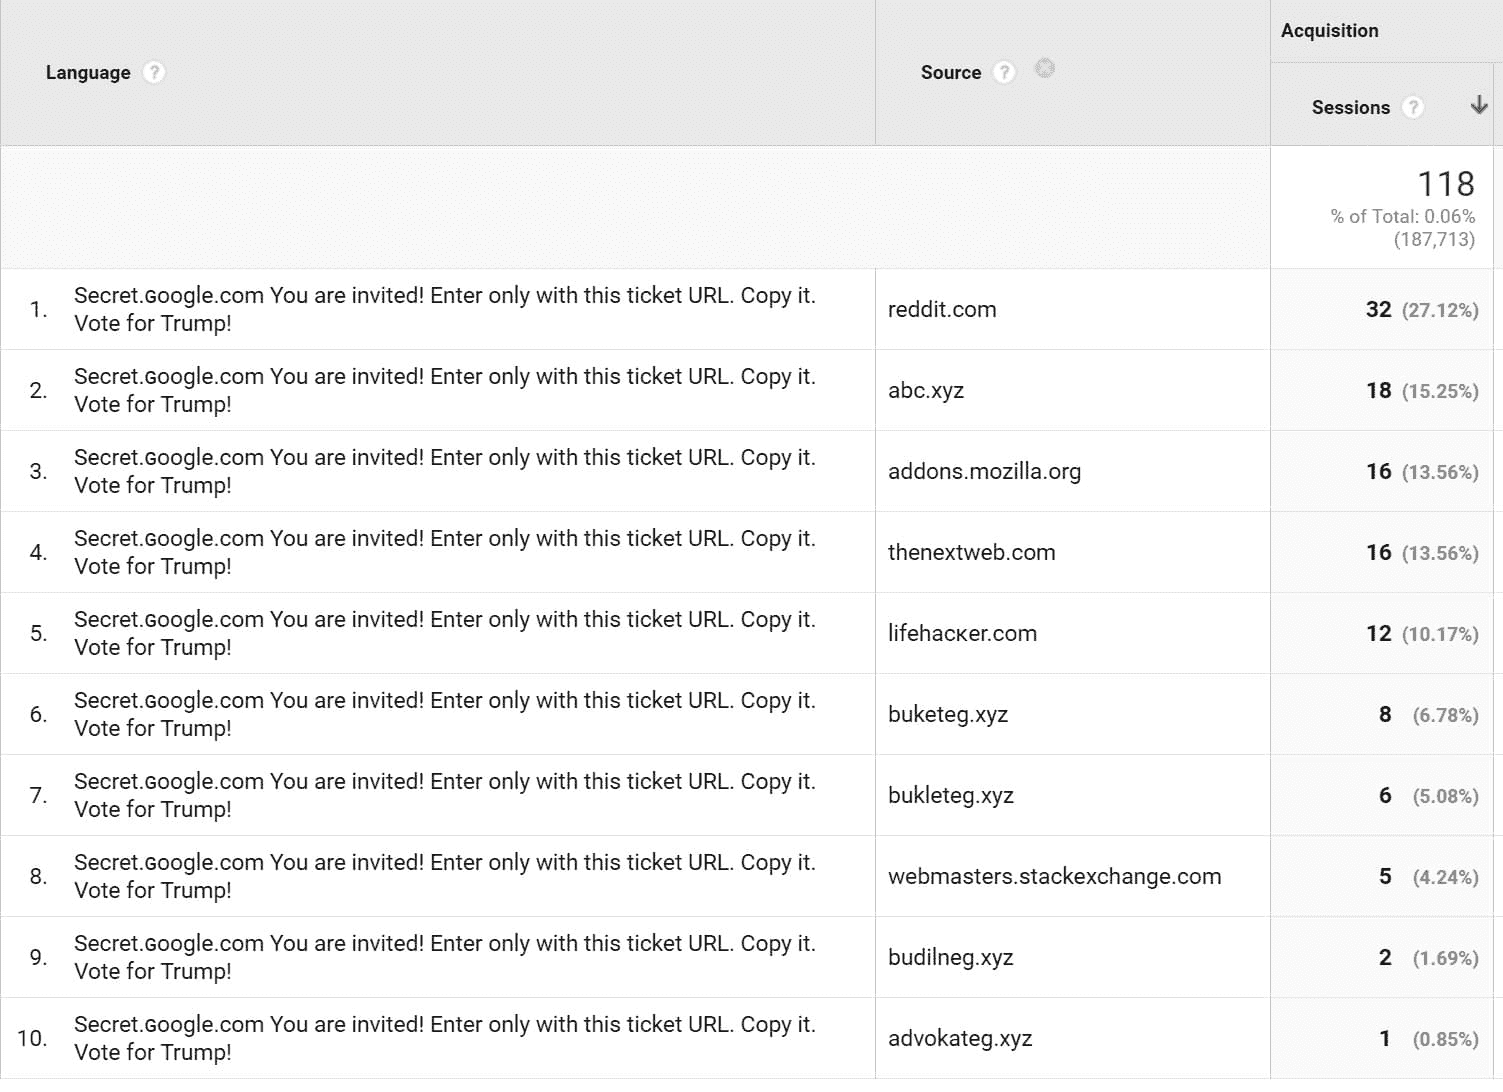 Acquisition
Language ?
Source ?
Sessions ?
118
% of Total: 0.06%
(187,713)
1. Secret.ɢoogle.com You are invited! Enter only with this ticket URL. Copy it.
Vote for Trump!
reddit.com
32 (27.12%)
2. Secret.ɢoogle.com You are invited! Enter only with this ticket URL. Copy it.
Vote for Trump!
abc.xyz
18 (15.25%)
3. Secret.ɢoogle.com You are invited! Enter only with this ticket URL. Copy it.
Vote for Trump!
addons.mozilla.org
16 (13.56%)
4. Secret.ɢoogle.com You are invited! Enter only with this ticket URL. Copy it.
Vote for Trump!
thenextweb.com
16 (13.56%)
5. Secret.ɢoogle.com You are invited! Enter only with this ticket URL. Copy it.
Vote for Trump!
lifehacĸer.com
12 (10.17%)
6. Secret.ɢoogle.com You are invited! Enter only with this ticket URL. Copy it.
Vote for Trump!
buketeg.xyz
8 (6.78%)
7. Secret.ɢoogle.com You are invited! Enter only with this ticket URL. Copy it.
Vote for Trump!
bukleteg.xyz
6 (5.08%)
8. Secret.ɢoogle.com You are invited! Enter only with this ticket URL. Copy it.
Vote for Trump!
webmasters.stackexchange.com
5 (4.24%)
9. Secret.ɢoogle.com You are invited! Enter only with this ticket URL. Copy it.
Vote for Trump!
budilneg.xyz
2 (1.69%)
10. Secret.ɢoogle.com You are invited! Enter only with this ticket URL. Copy it.
Vote for Trump!
advokateg.xyz
1 (0.85%)